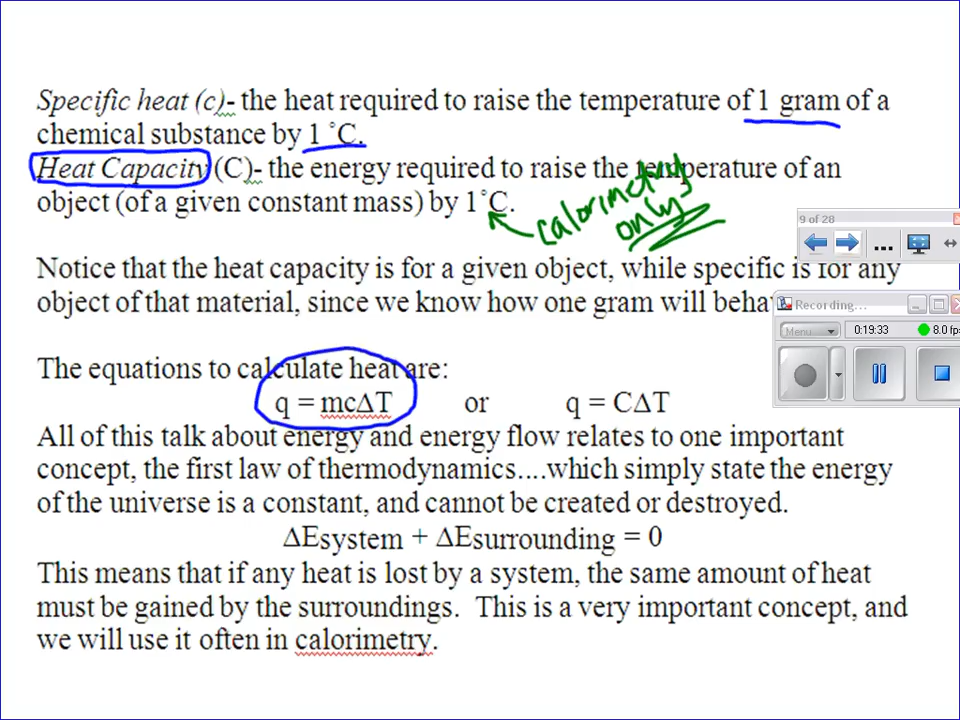 Specific heat (c)- the heat required to raise the temperature of 1 gram of a
chemical substance by 1 °C.
Heat Capacity (C)- the energy required to raise the temperature of an
object (of a given constant mass) by 1°C.
calorimetry
only
9 of 28
Notice that the heat capacity is for a given object, while specific is for any
object of that material, since we know how one gram will behav
Recording...
Menu 0:19:33 8.0 fp
The equations to calculate heat are:
q = mcΔT or q = CΔT
All of this talk about energy and energy flow relates to one important
concept, the first law of thermodynamics....which simply state the energy
of the universe is a constant, and cannot be created or destroyed.
ΔEsystem + ΔEsurrounding = 0
This means that if any heat is lost by a system, the same amount of heat
must be gained by the surroundings. This is a very important concept, and
we will use it often in calorimetry.